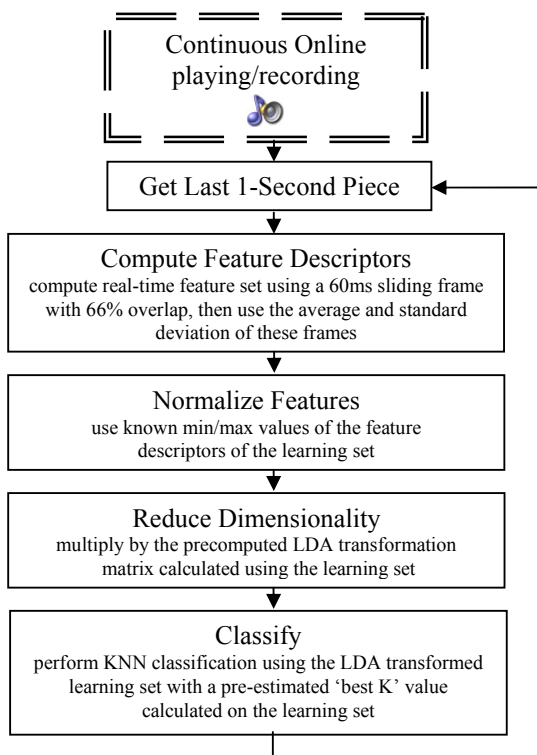 Continuous Online
playing/recording
Get Last 1-Second Piece
Compute Feature Descriptors
compute real-time feature set using a 60ms sliding frame
with 66% overlap, then use the average and standard
deviation of these frames
Normalize Features
use known min/max values of the feature
descriptors of the learning set
Reduce Dimensionality
multiply by the precomputed LDA transformation
matrix calculated using the learning set
Classify
perform KNN classification using the LDA transformed
learning set with a pre-estimated ‘best K’ value
calculated on the learning set